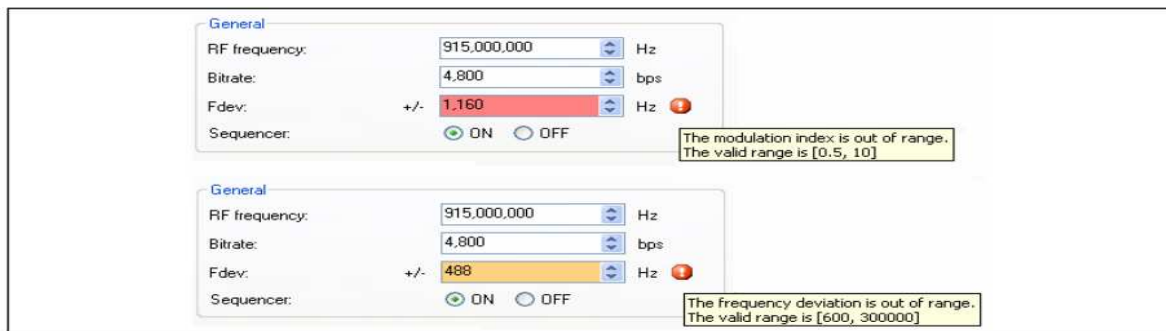 General
RF frequency: 915,000,000 Hz
Bitrate: 4,800 bps
Fdev: +/- 1,160 Hz
Sequencer: ON OFF
The modulation index is out of range.
The valid range is [0.5, 10]
General
RF frequency: 915,000,000 Hz
Bitrate: 4,800 bps
Fdev: +/- 488 Hz
Sequencer: ON OFF
The frequency deviation is out of range.
The valid range is [600, 300000]